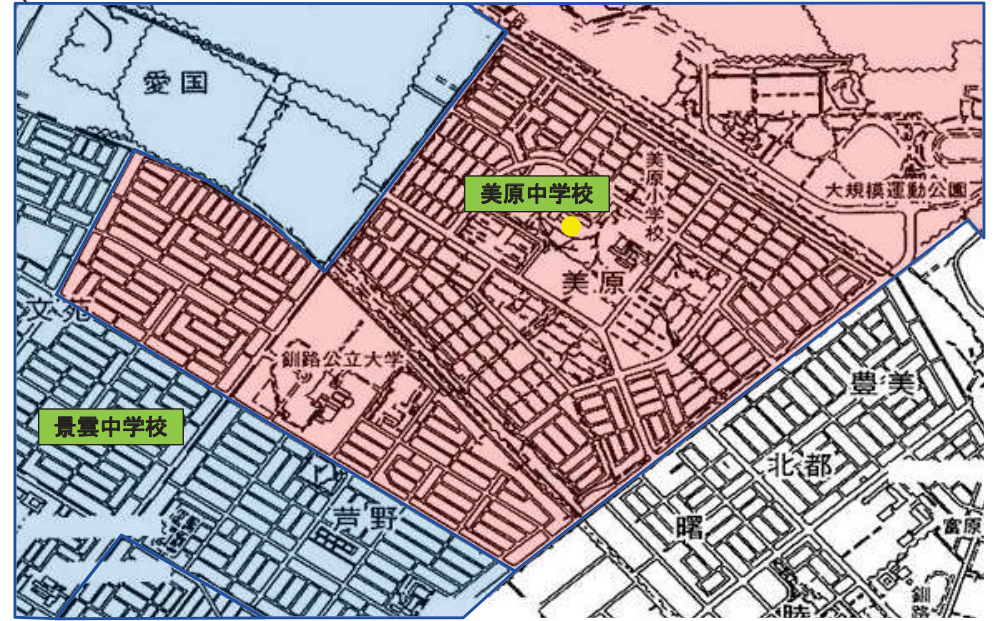 愛国
美原中学校
美原小学校
大規模運動公園
美原
文苑
釧路公立大学
豊美
景雲中学校
北都
芦野
曙
富原
釧路